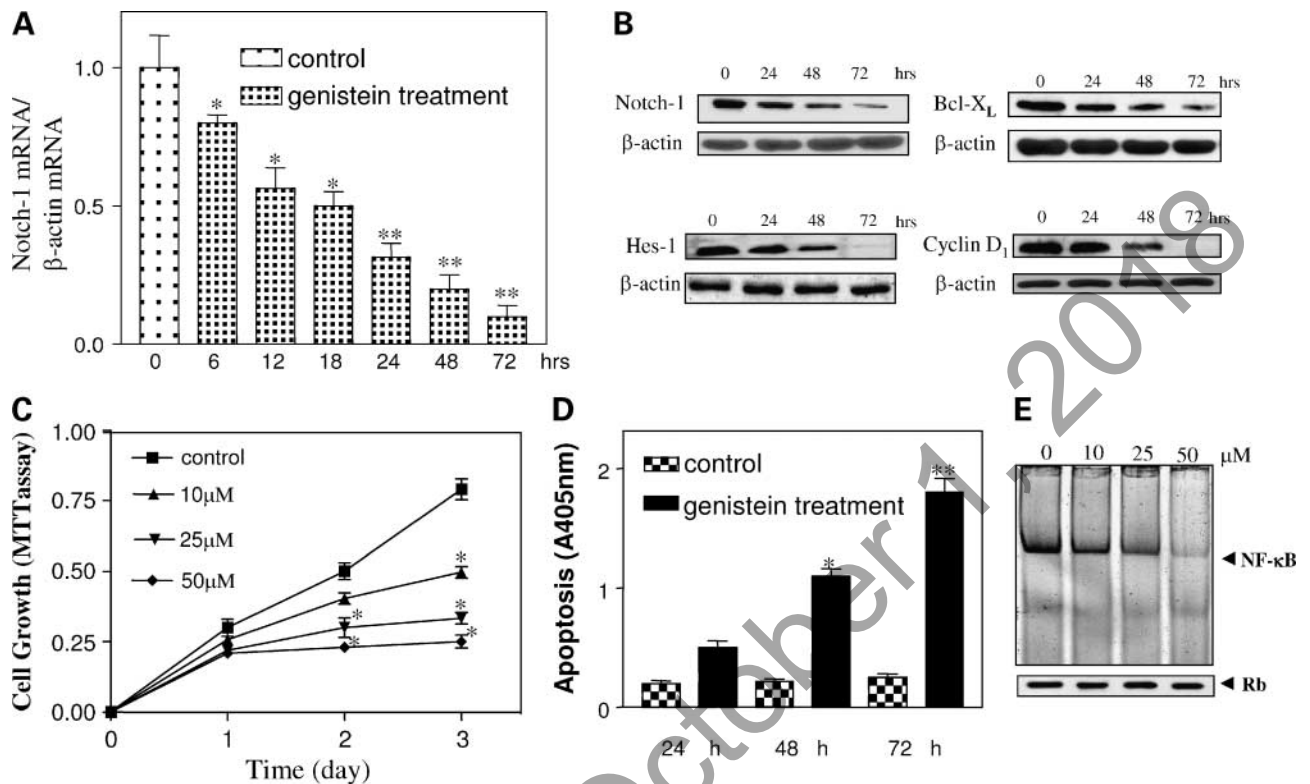 A
Notch-1 mRNA/
β-actin mRNA
1.0
0.5
0.0
control
genistein treatment
*
*
*
**
**
**
0 6 12 18 24 48 72 hrs
B
0 24 48 72 hrs
Notch-1
β-actin
0 24 48 72 hrs
Bcl-XL
β-actin
0 24 48 72 hrs
Hes-1
β-actin
0 24 48 72 hrs
Cyclin D1
β-actin
C
Cell Growth (MTTassay)
1.00
0.75
0.50
0.25
0.00
control
10μM
25μM
50μM
*
*
*
*
*
0 1 2 3
Time (day)
D
Apoptosis (A405nm)
2
1
0
control
genistein treatment
*
**
24 h 48 h 72 h
E
0 10 25 50 μM
NF-κB
Rb
October 1, 2018